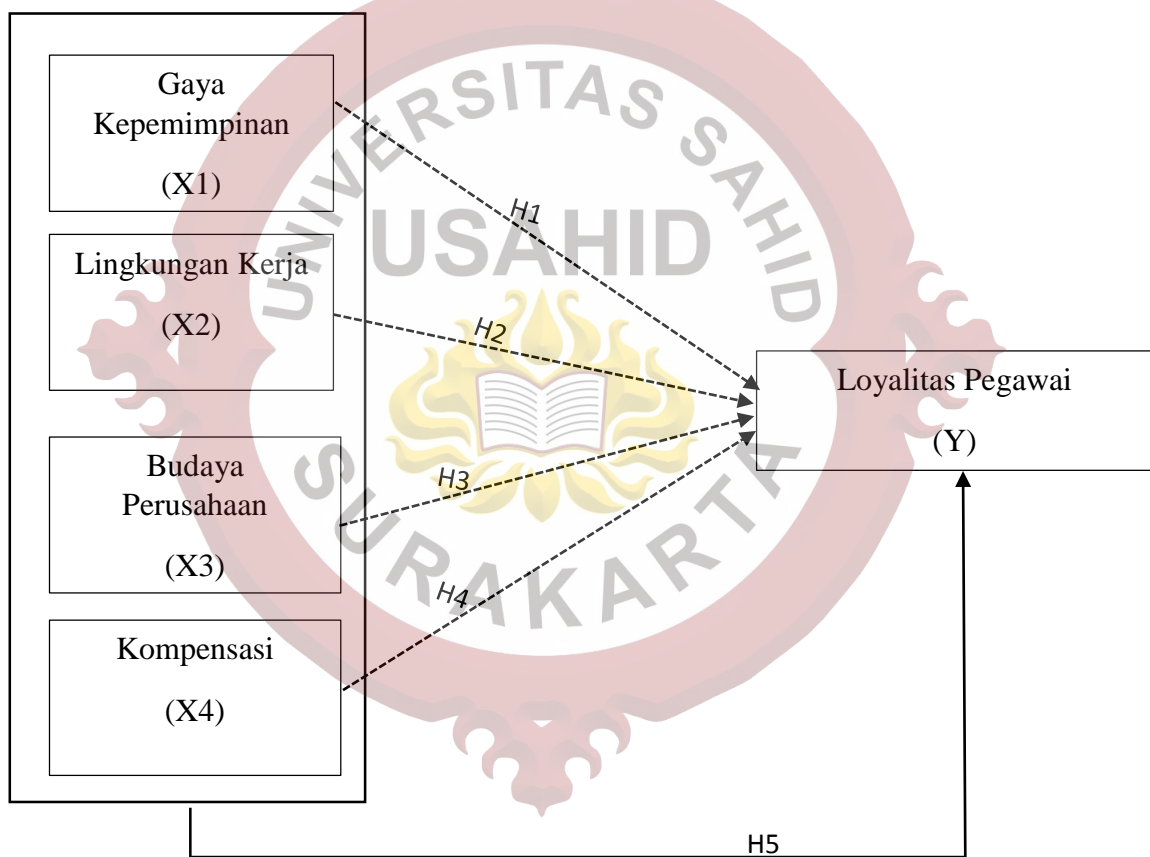 Gaya
Kepemimpinan
(X1)
Lingkungan Kerja
(X2)
Budaya
Perusahaan
(X3)
Kompensasi
(X4)
H1
H2
H3
H4
Loyalitas Pegawai
(Y)
H5
UNIVERSITAS SAHID
USAHID
SURAKARTA